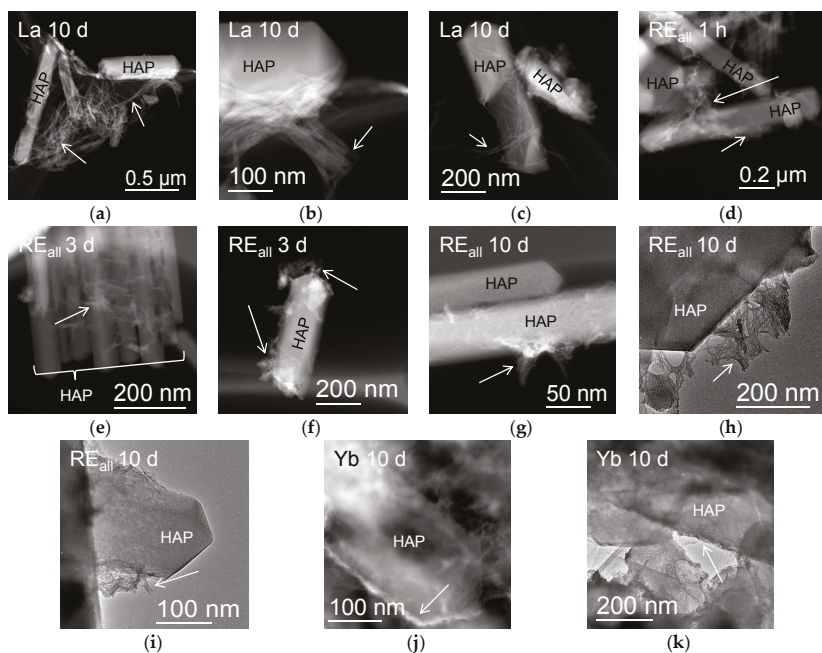 La 10 d
HAP
HAP
0.5 µm
(a)
La 10 d
HAP
100 nm
(b)
La 10 d
HAP
HAP
200 nm
(c)
REall 1 h
HAP
HAP
HAP
0.2 µm
(d)
REall 3 d
HAP
200 nm
(e)
REall 3 d
HAP
200 nm
(f)
REall 10 d
HAP
HAP
50 nm
(g)
REall 10 d
HAP
200 nm
(h)
REall 10 d
HAP
100 nm
(i)
Yb 10 d
HAP
100 nm
(j)
Yb 10 d
HAP
200 nm
(k)